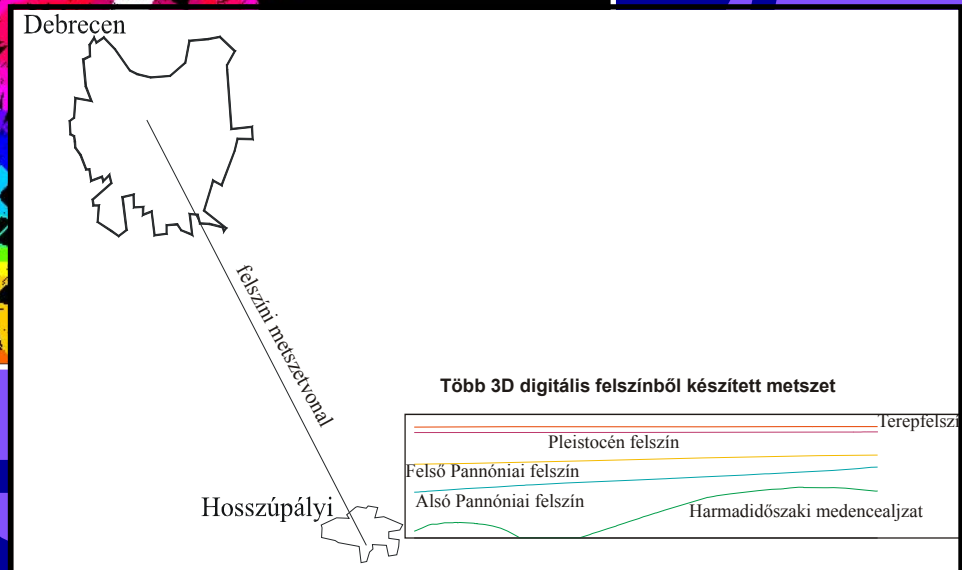 Debrecen
felszíni metszetvonal
Több 3D digitális felszínből készített metszet
Terepfelszí
Pleistocén felszín
Felső Pannóniai felszín
Hosszúpályi
Alsó Pannóniai felszín
Harmadidőszaki medencealjzat